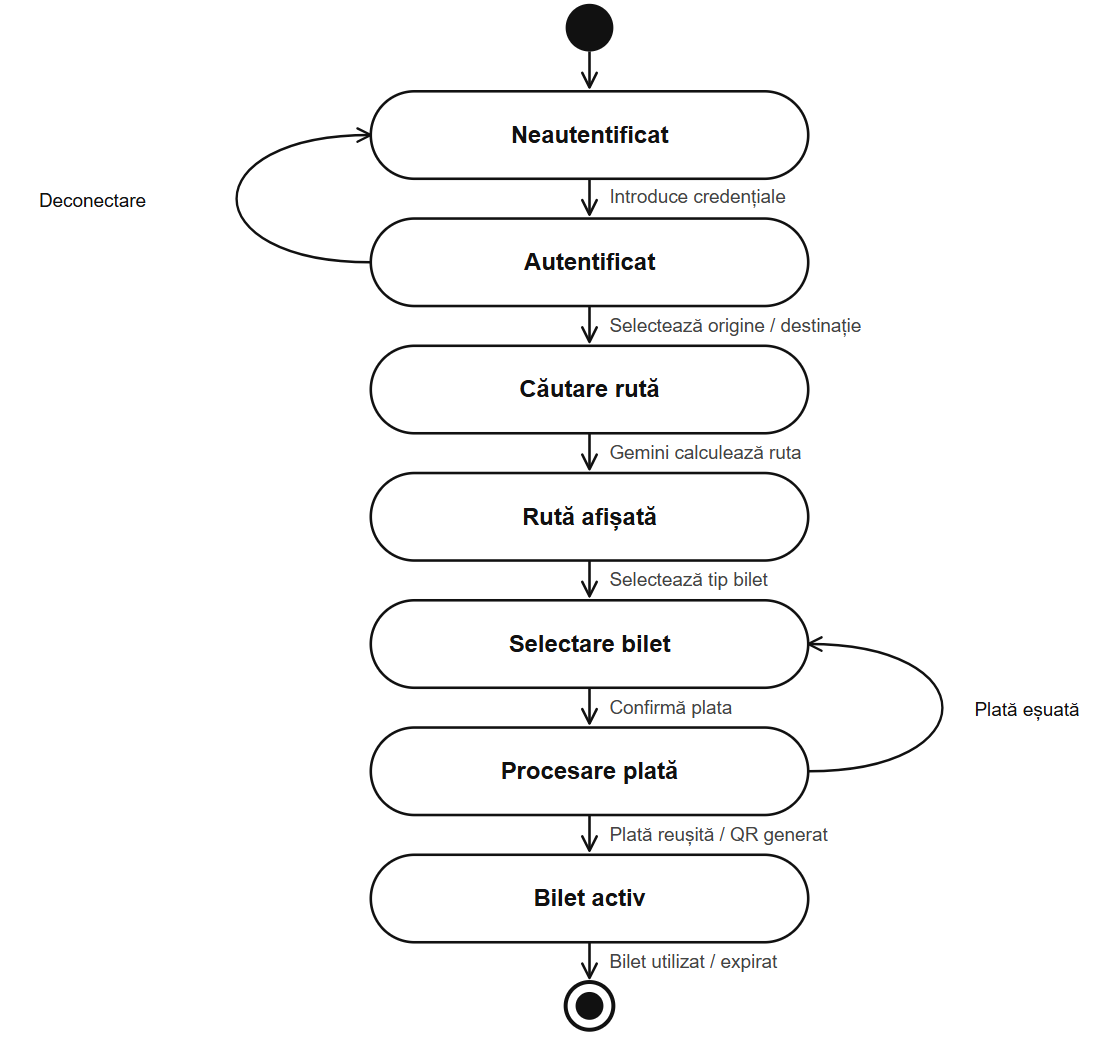 Neautentificat
Deconectare
Introduce credențiale
Autentificat
Selectează origine / destinație
Căutare rută
Gemini calculează ruta
Rută afișată
Selectează tip bilet
Selectare bilet
Confirmă plata
Plată eșuată
Procesare plată
Plată reușită / QR generat
Bilet activ
Bilet utilizat / expirat